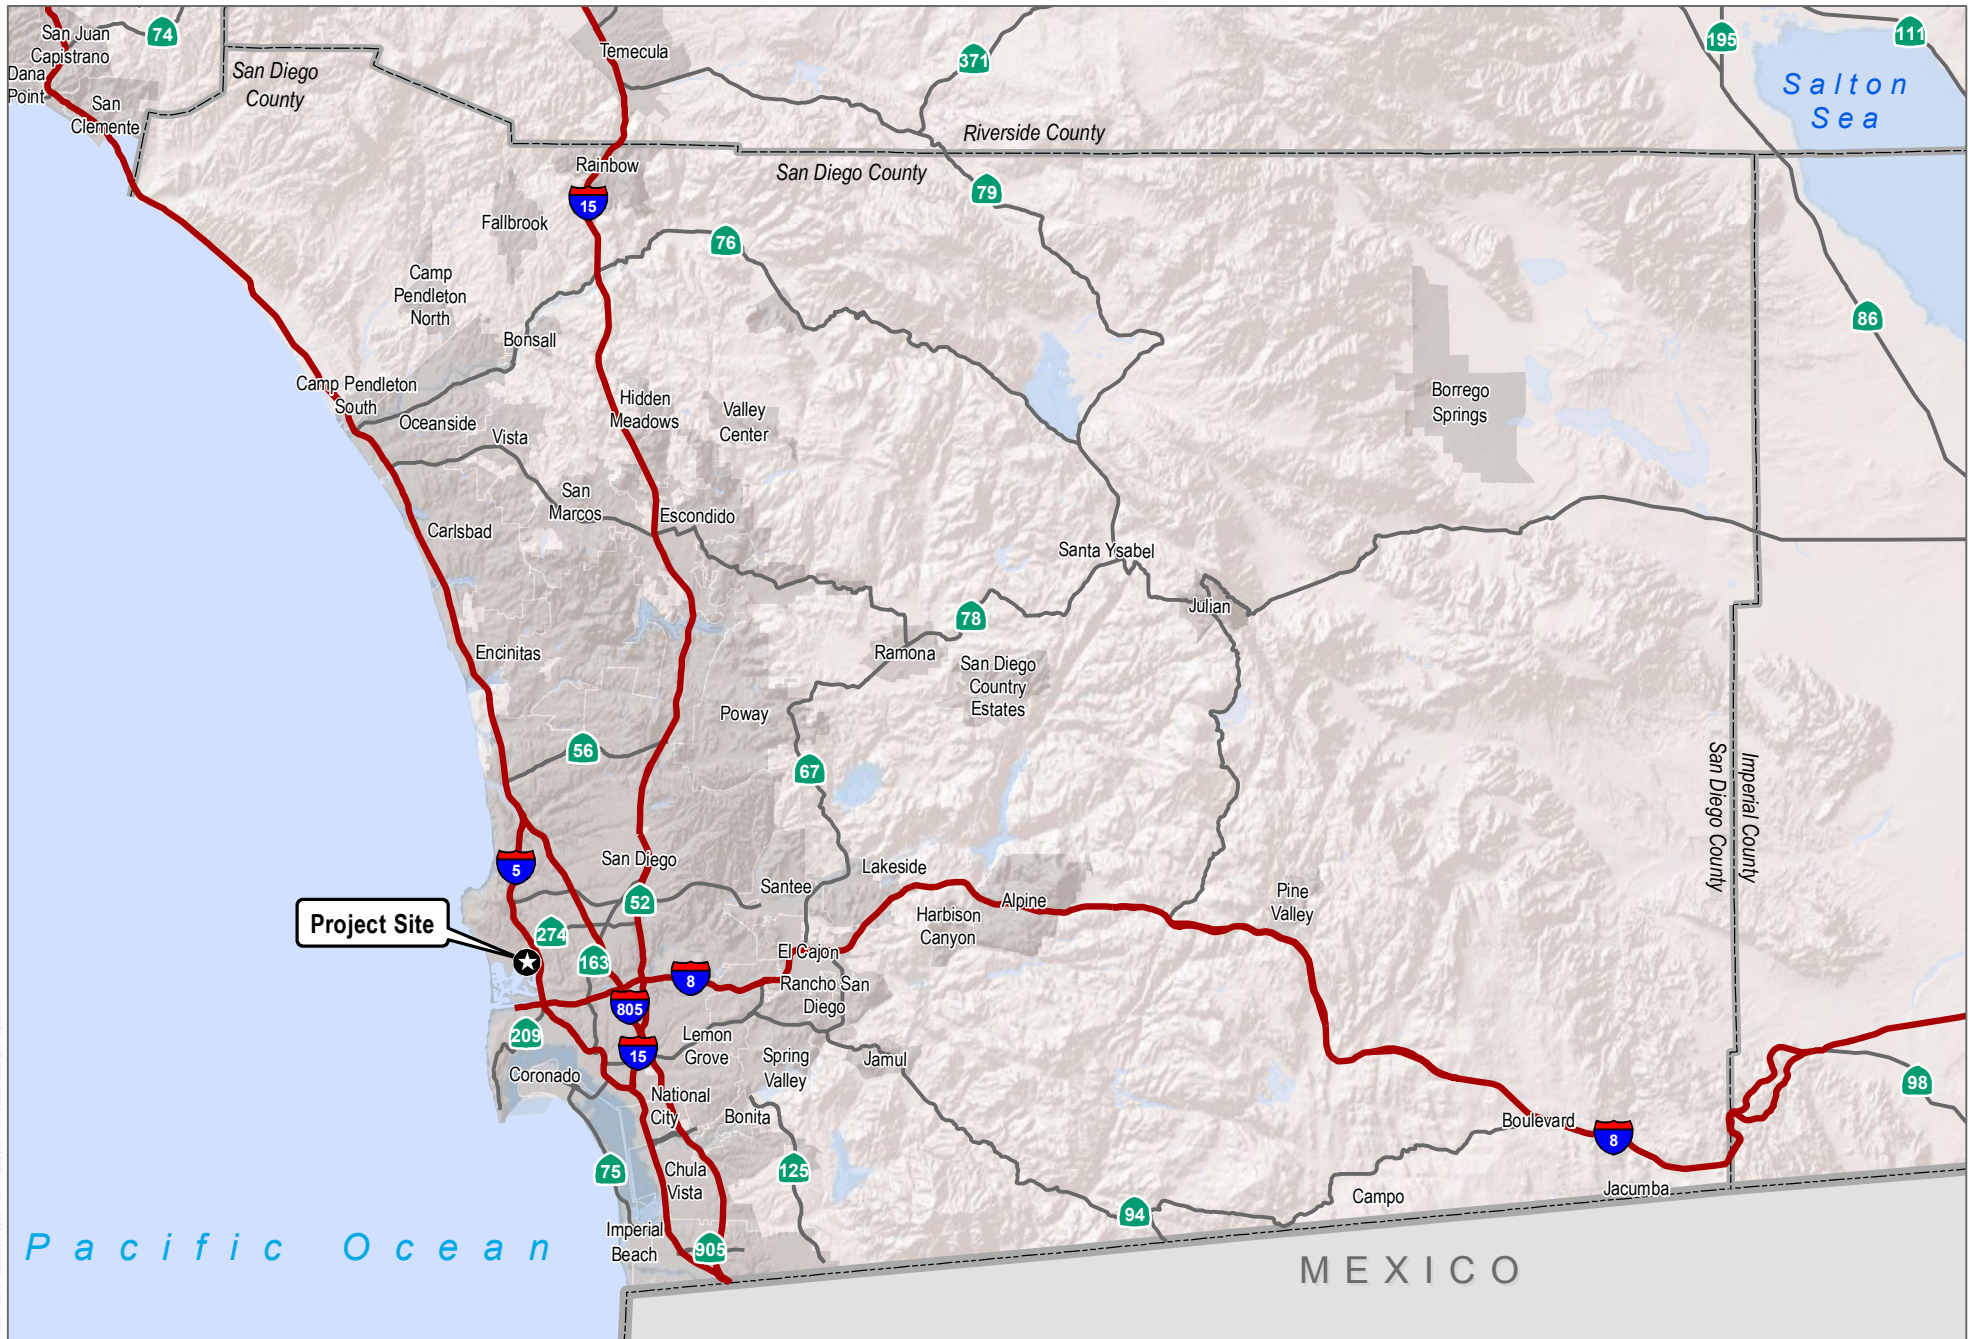 San Juan
Capistrano
74
Dana
Point
San
Clemente
San Diego
County
Temecula
371
195
111
Salton
Sea
Riverside County
San Diego County
Rainbow
15
79
Fallbrook
76
Camp
Pendleton
North
86
Bonsall
Camp Pendleton
South
Oceanside
Vista
Hidden
Meadows
Valley
Center
Borrego
Springs
San
Marcos
Escondido
Carlsbad
Santa Ysabel
Julian
78
Encinitas
Ramona
San Diego
Country
Estates
Poway
56
67
San Diego County
Imperial County
5
San Diego
Lakeside
Santee
52
Alpine
Pine
Valley
Harbison
Canyon
Project Site
274
163
El Cajon
8
Rancho San
Diego
805
209
15
Lemon
Grove
Spring
Valley
Jamul
Coronado
National
City
Bonita
98
Boulevard
8
75
Chula
Vista
125
Campo
Jacumba
94
Imperial
Beach
905
Pacific Ocean
MEXICO